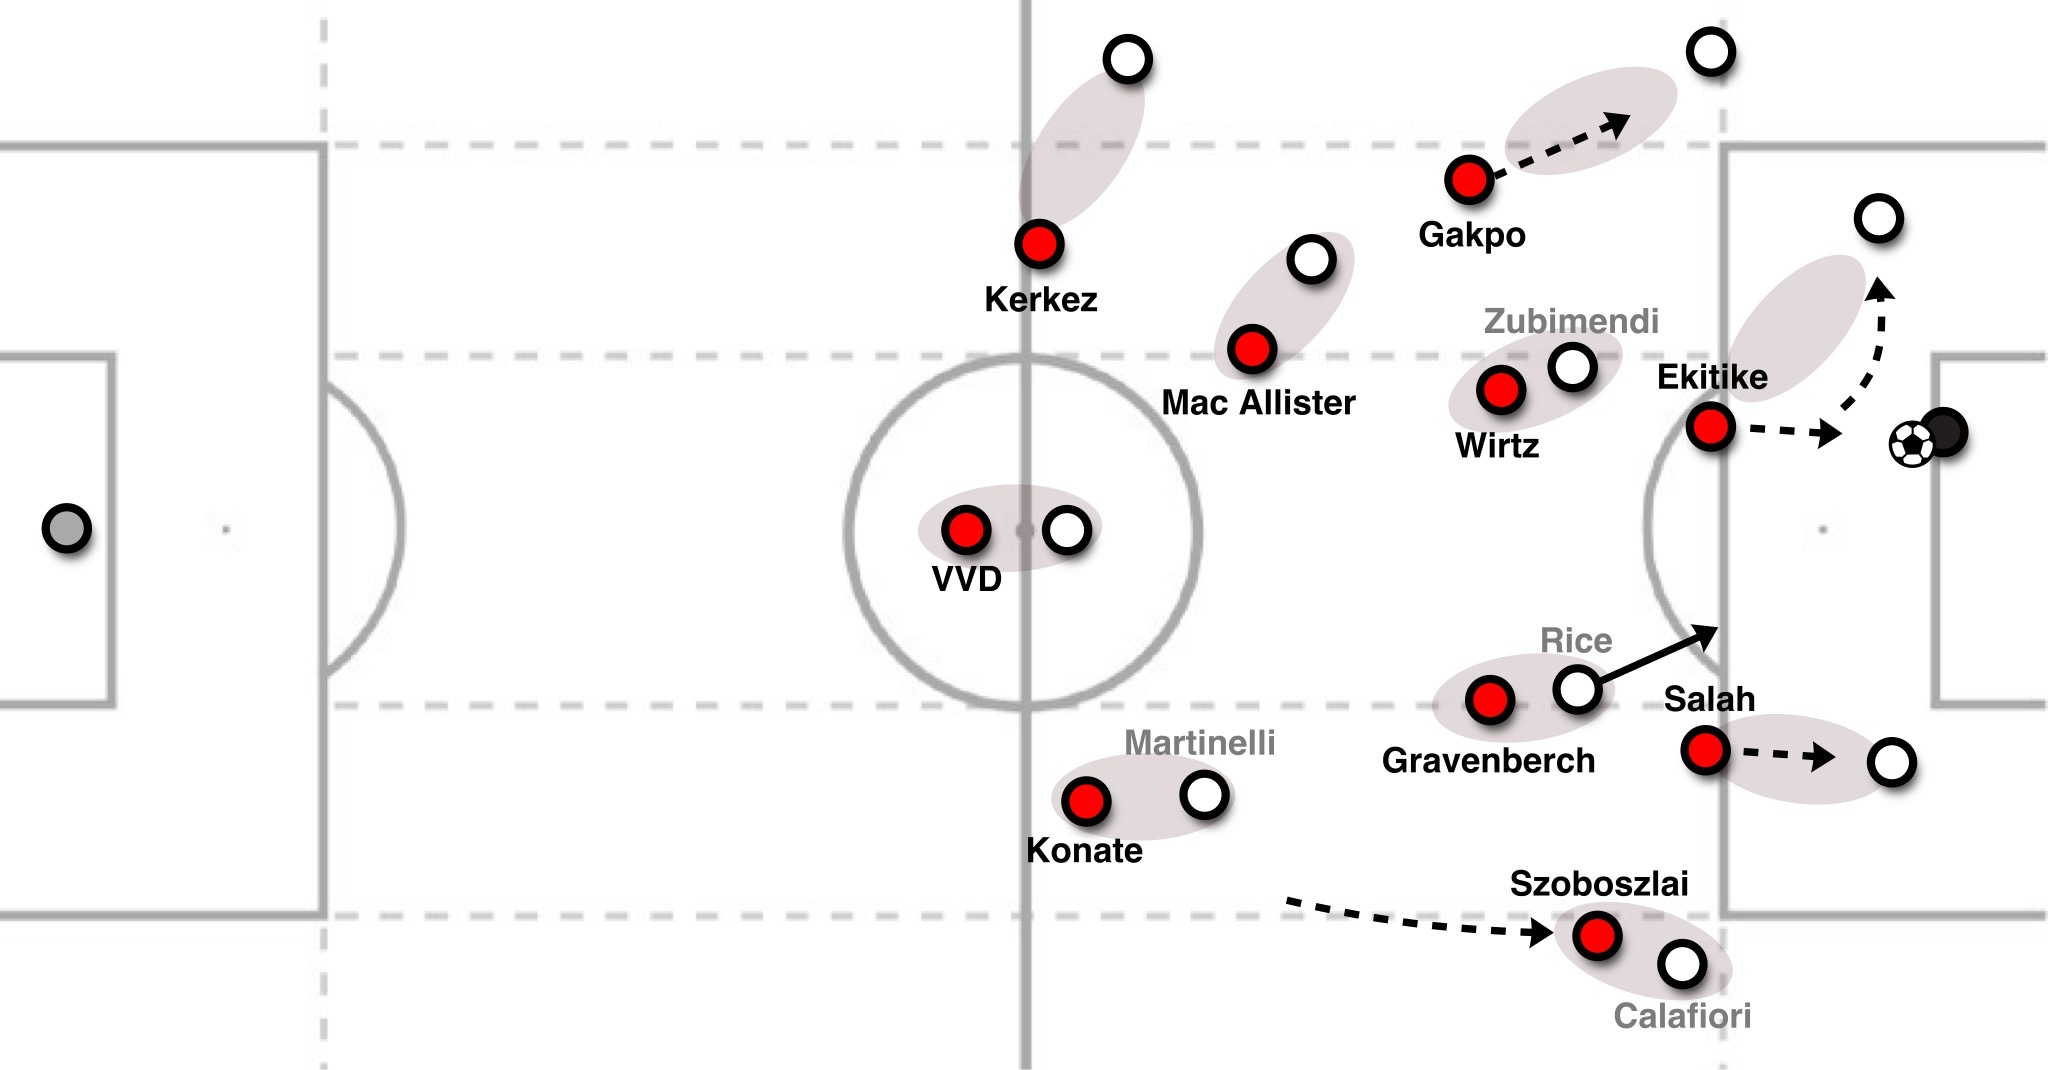 Gakpo
Kerkez
Zubimendi
Ekitike
Mac Allister
Wirtz
VVD
Rice
Salah
Martinelli
Gravenberch
Konate
Szoboszlai
Calafiori